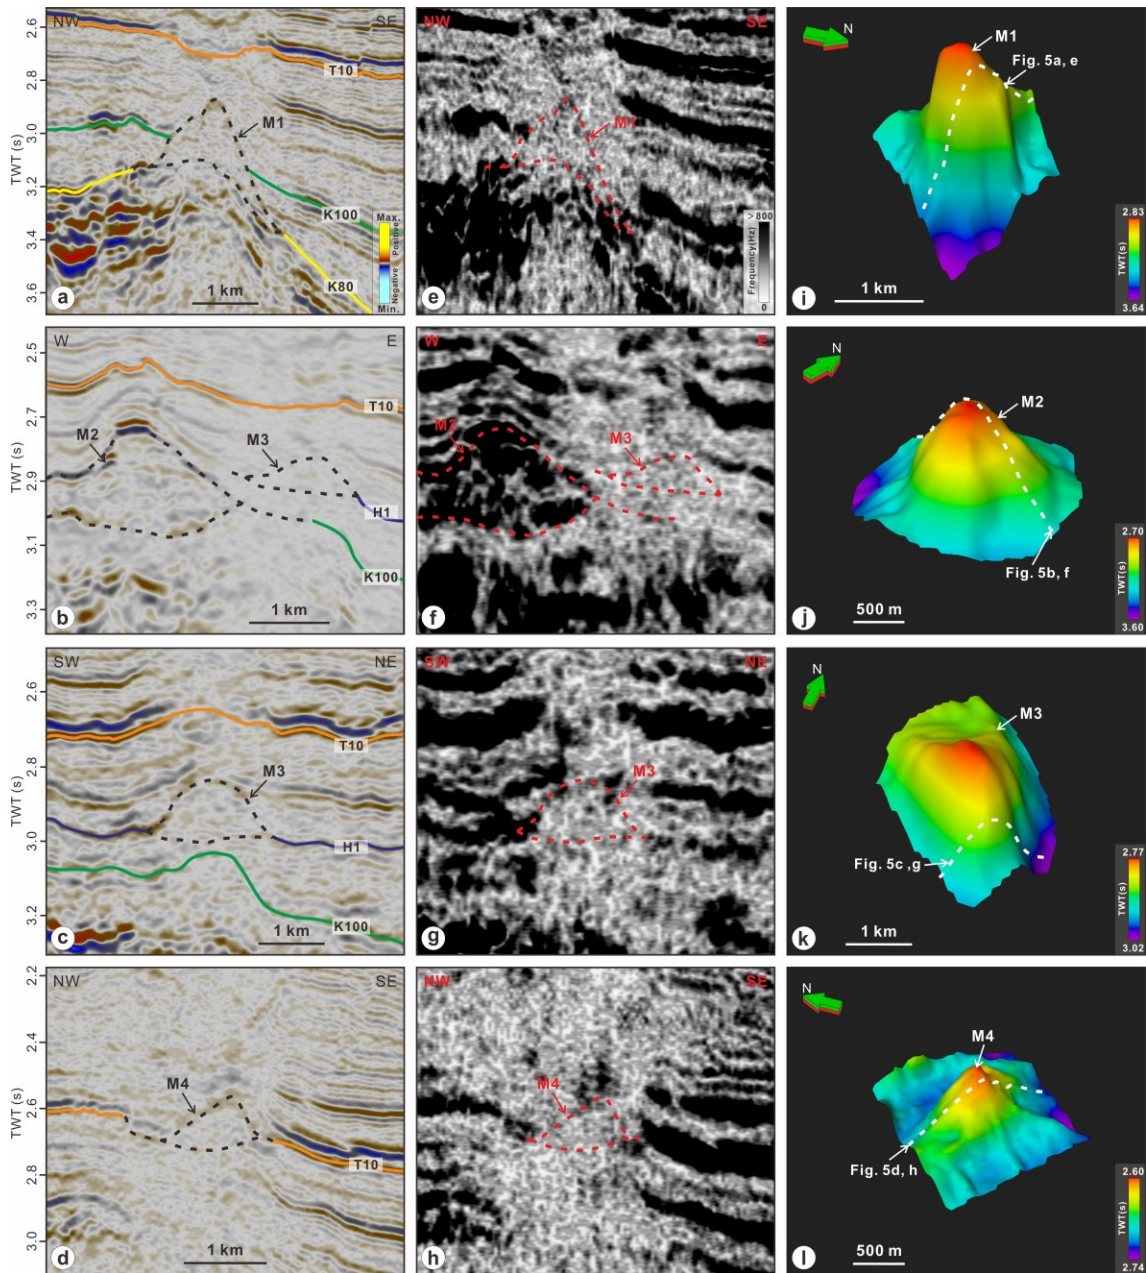 NW SE
2.6
2.8
3.0
3.2
3.4
3.6
TWT (s)
M1
T10
K100
K80
Max.
Positive
Negative
Min.
1 km
a
NW SE
M1
>800
Frequency(Hz)
0
e
N
M1
Fig. 5a, e
2.83
TWT(s)
3.64
1 km
i
W E
2.5
2.7
2.9
3.1
3.3
TWT (s)
T10
M2
M3
H1
K100
1 km
b
W E
M2
M3
f
N
M2
Fig. 5b, f
2.70
TWT(s)
3.60
500 m
j
SW NE
2.6
2.8
3.0
3.2
TWT (s)
T10
M3
H1
K100
1 km
c
SW NE
M3
g
N
M3
Fig. 5c ,g
2.77
TWT(s)
3.02
1 km
k
NW SE
2.2
2.4
2.6
2.8
3.0
TWT (s)
M4
T10
1 km
d
NW SE
M4
h
N
M4
Fig. 5d, h
2.60
TWT(s)
2.74
500 m
l